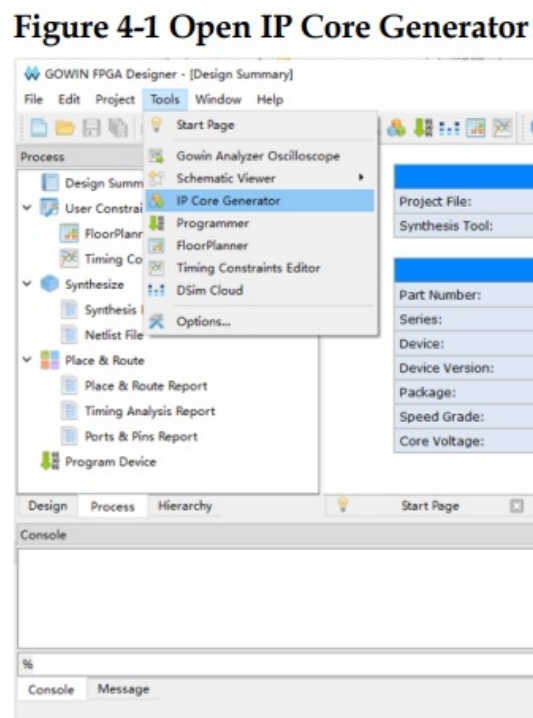 Figure 4-1 Open IP Core Generator
GOWIN FPGA Designer - [Design Summary]
File Edit Project Tools Window Help
Start Page
Gowin Analyzer Oscilloscope
Schematic Viewer
IP Core Generator
Programmer
FloorPlanner
Timing Constraints Editor
DSim Cloud
Options...
Process
Design Summ
User Constrai
FloorPlann
Timing Co
Synthesize
Synthesis
Netlist File
Place & Route
Place & Route Report
Timing Analysis Report
Ports & Pins Report
Program Device
Design Process Hierarchy
Project File:
Synthesis Tool:
Part Number:
Series:
Device:
Device Version:
Package:
Speed Grade:
Core Voltage:
Start Page
Console
%
Console Message